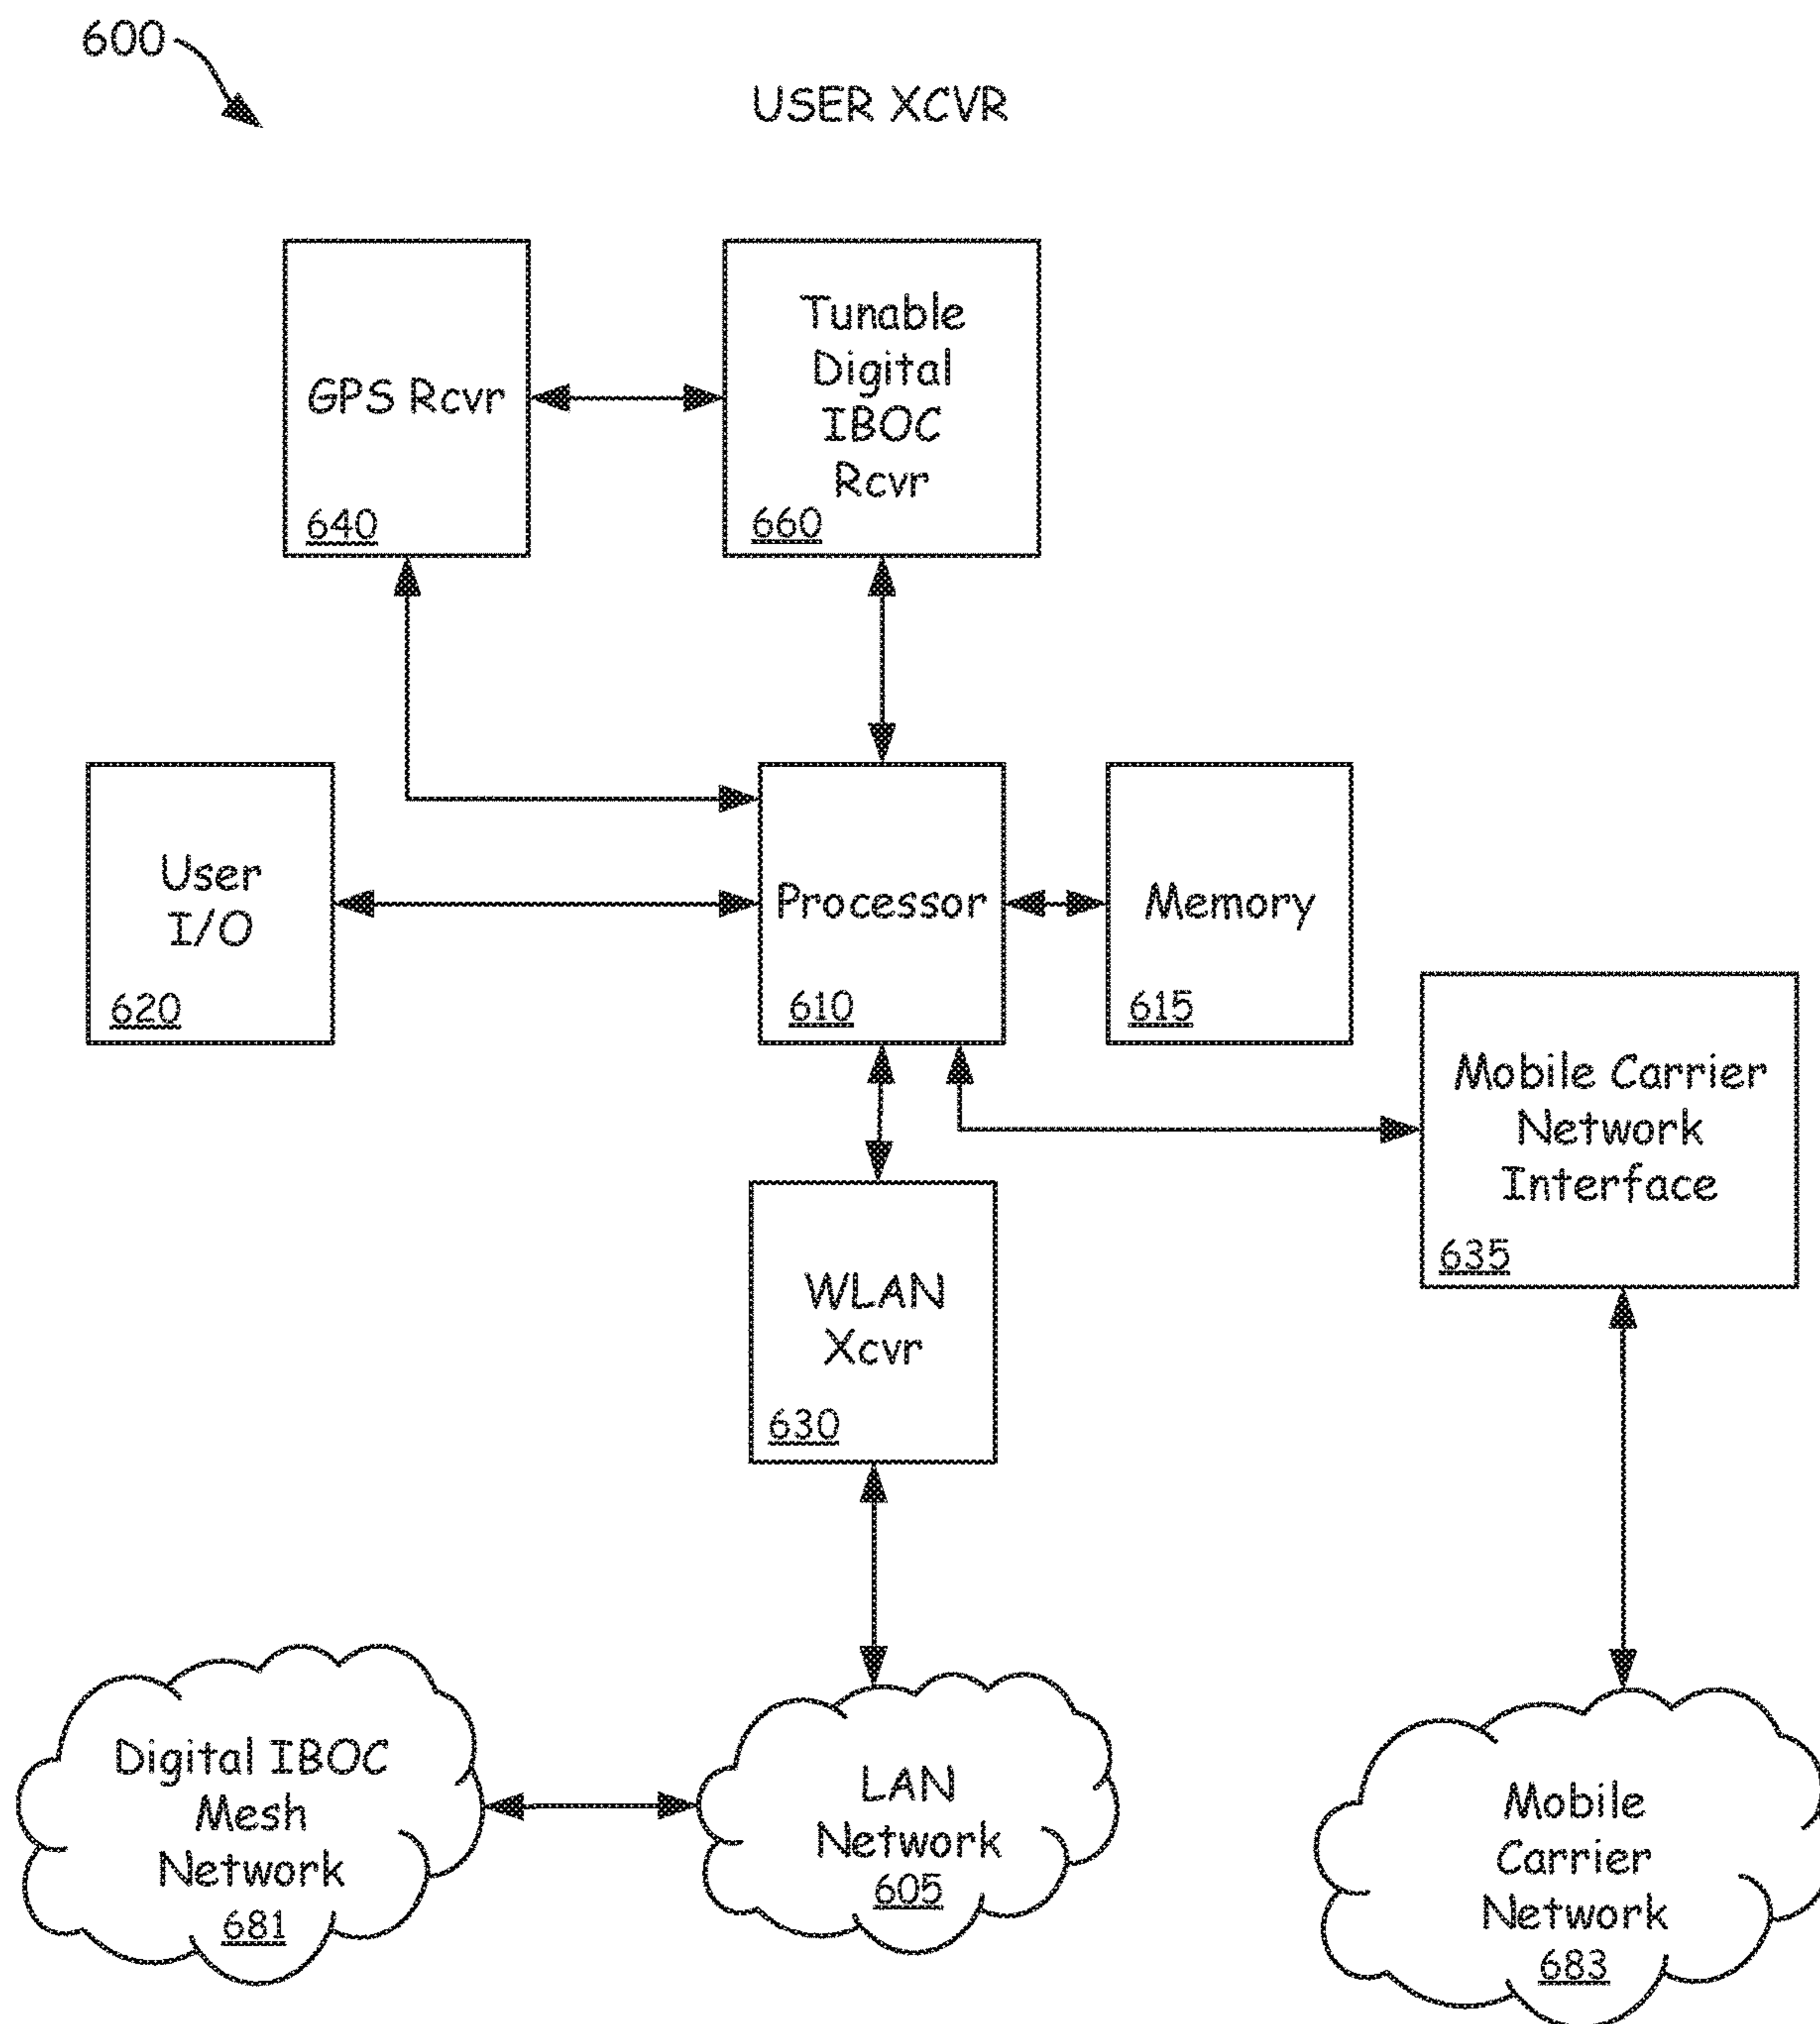 600
USER XCVR
GPS Rcvr
640
Tunable
Digital
IBOC
Rcvr
660
User
I/O
620
Processor
610
Memory
615
Mobile Carrier
Network
Interface
635
WLAN
Xcvr
630
Digital IBOC
Mesh
Network
681
LAN
Network
605
Mobile
Carrier
Network
683